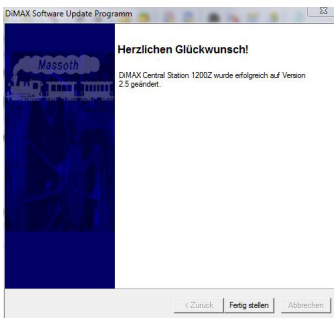 DiMAX Software Update Programm
Massoth
Herzlichen Glückwunsch!
DiMAX Central Station 1200Z wurde erfolgreich auf Version
2.5 geändert.
< Zurück
Fertig stellen
Abbrechen